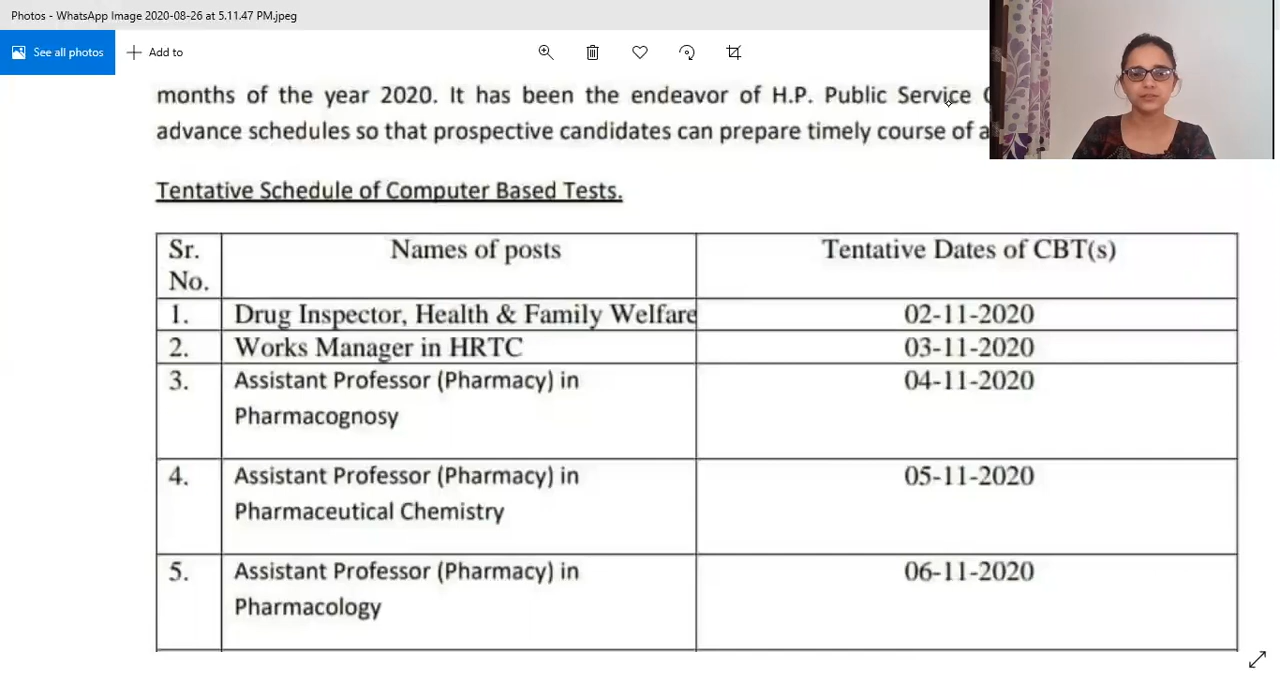 Photos - WhatsApp Image 2020-08-26 at 5.11.47 PM.jpeg
See all photos
Add to
months of the year 2020. It has been the endeavor of H.P. Public Service
advance schedules so that prospective candidates can prepare timely course of
Tentative Schedule of Computer Based Tests.
Sr. No. Names of posts Tentative Dates of CBT(s)
1. Drug Inspector, Health & Family Welfare 02-11-2020
2. Works Manager in HRTC 03-11-2020
3. Assistant Professor (Pharmacy) in 04-11-2020
Pharmacognosy
4. Assistant Professor (Pharmacy) in 05-11-2020
Pharmaceutical Chemistry
5. Assistant Professor (Pharmacy) in 06-11-2020
Pharmacology